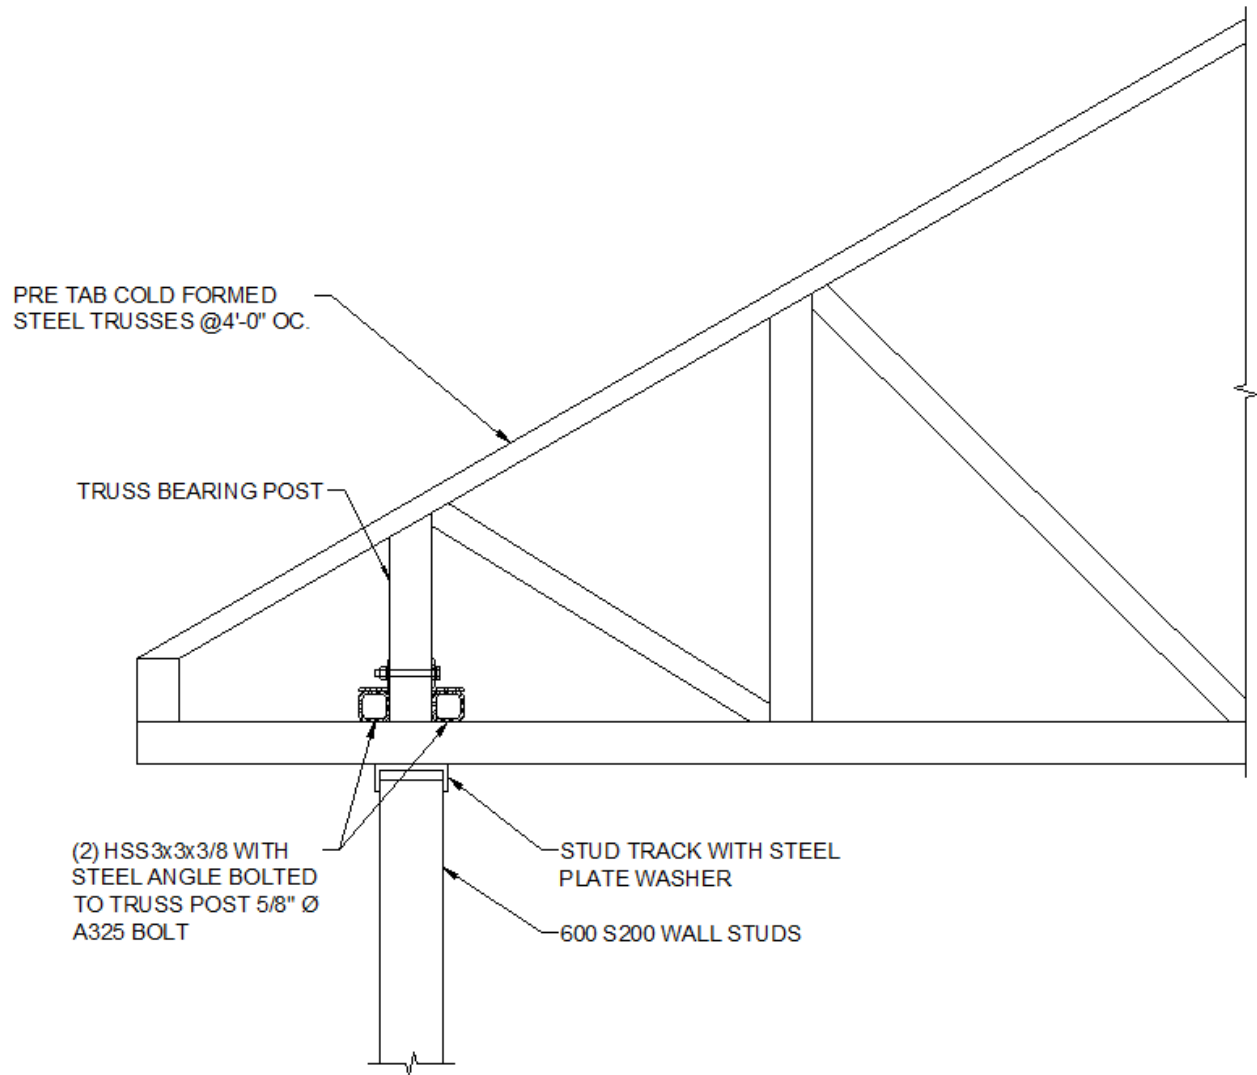 PRE TAB COLD FORMED
STEEL TRUSSES @4'-0" OC.
TRUSS BEARING POST
(2) HSS3x3x3/8 WITH
STEEL ANGLE BOLTED
TO TRUSS POST 5/8" Ø
A325 BOLT
STUD TRACK WITH STEEL
PLATE WASHER
600 S200 WALL STUDS